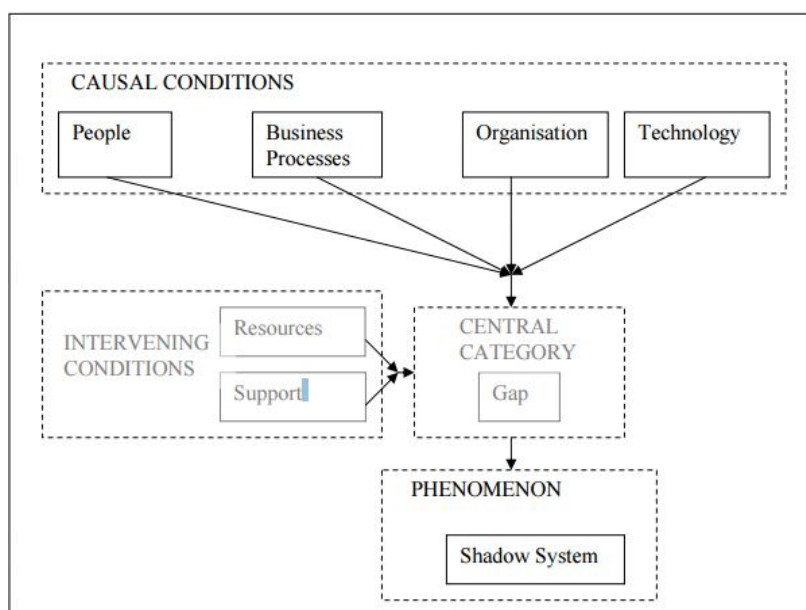 CAUSAL CONDITIONS
People
Business
Processes
Organisation
Technology
INTERVENING
CONDITIONS
Resources
Support
CENTRAL
CATEGORY
Gap
PHENOMENON
Shadow System